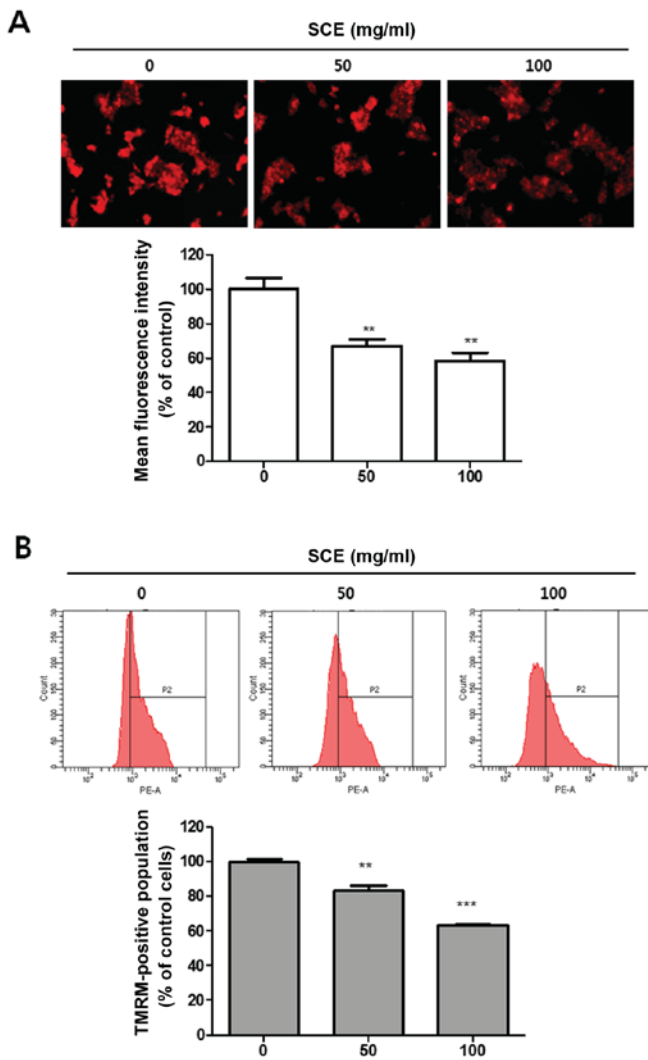 A
SCE (mg/ml)
0 50 100
Mean fluorescence intensity
(% of control)
120
100
80
60
40
20
0
** **
0 50 100
B
SCE (mg/ml)
0 50 100
Count
P2
PE-A
Count
P2
PE-A
Count
P2
PE-A
TMRM-positive population
(% of control cells)
120
100
80
60
40
20
0
** ***
0 50 100